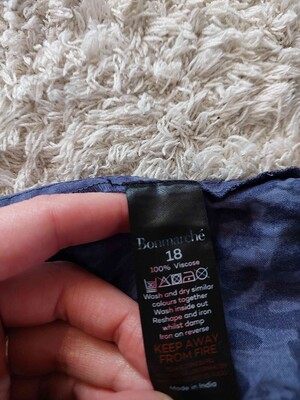 Bonmarché
18
100% Viscose
Wash and dry similar
colours together
Wash inside out
Reshape and iron
whilst damp
Iron on reverse
KEEP AWAY
FROM FIRE
Made in India